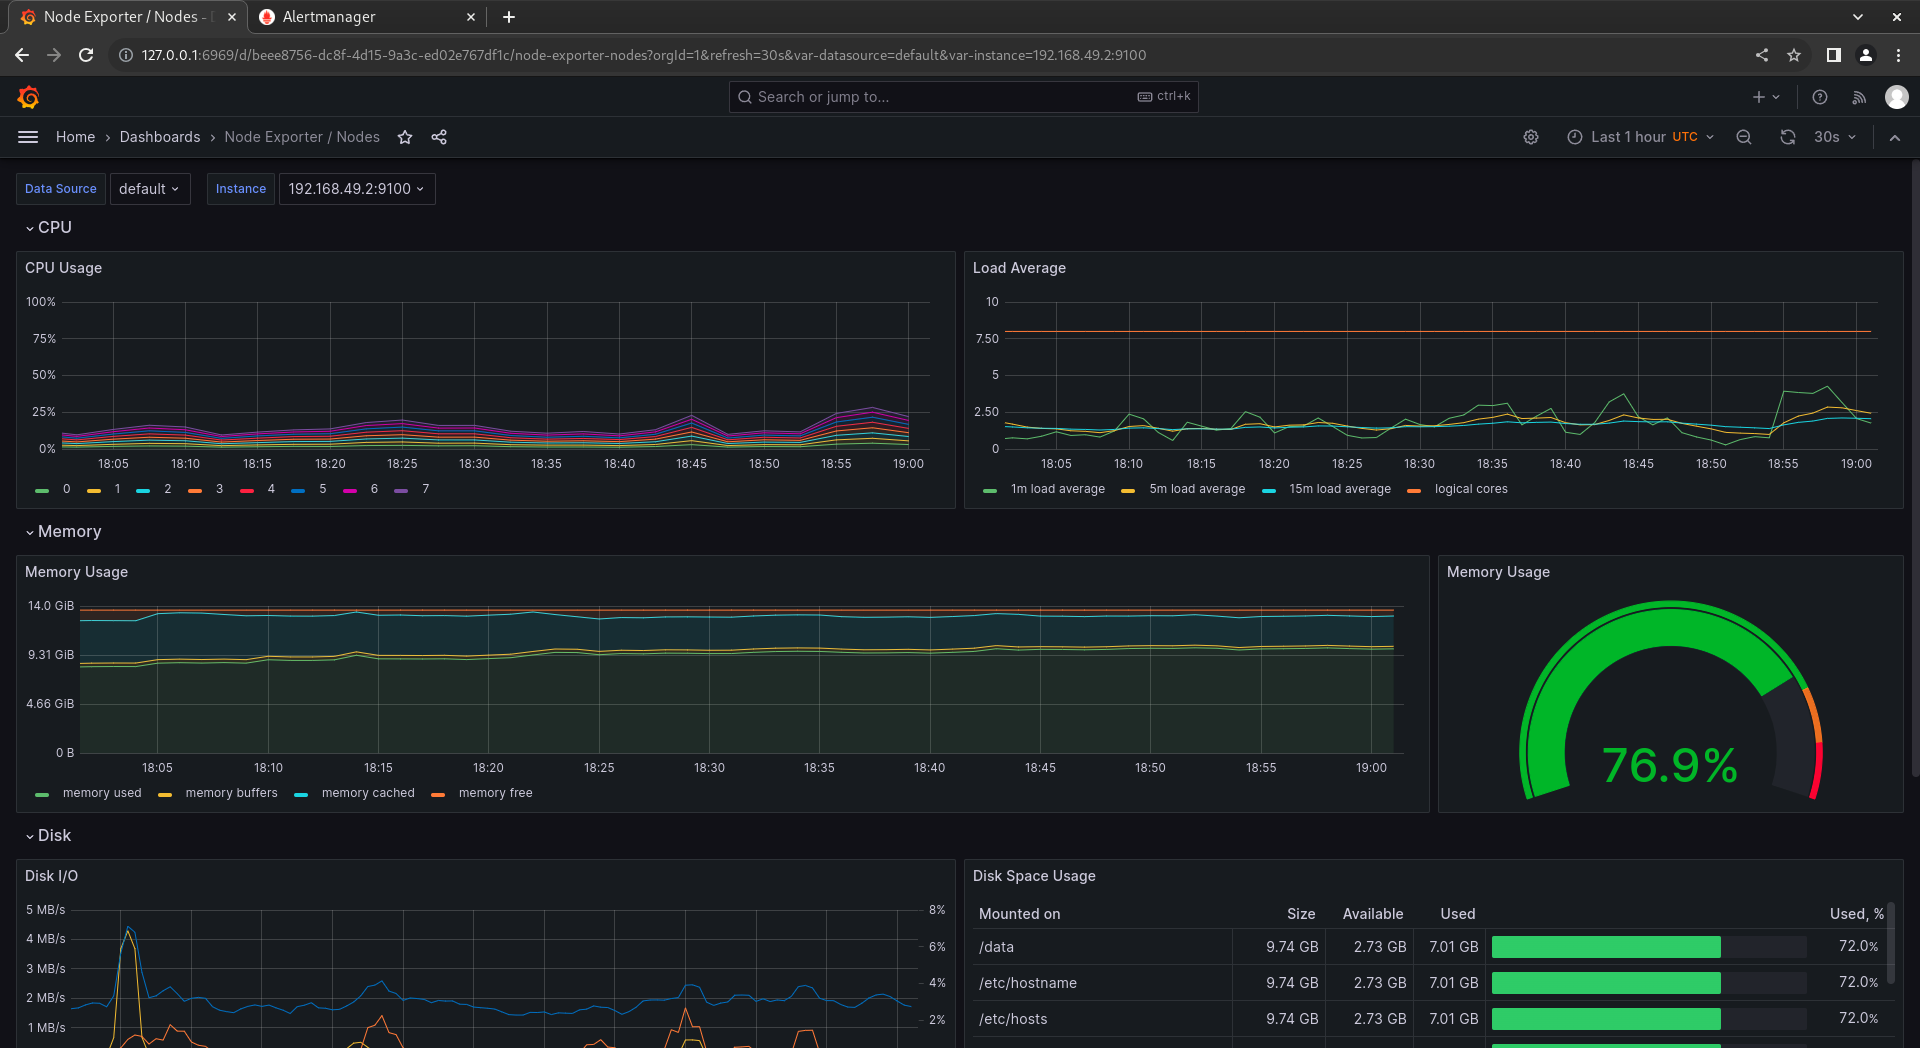 Node Exporter / Nodes -
Alertmanager
127.0.0.1:6969/d/beee8756-dc8f-4d15-9a3c-ed02e767df1c/node-exporter-nodes?orgId=1&refresh=30s&var-datasource=default&var-instance=192.168.49.2:9100
Search or jump to...
ctrl+k
Home › Dashboards › Node Exporter / Nodes
Last 1 hour UTC
30s
Data Source default
Instance 192.168.49.2:9100
CPU
CPU Usage
100%
75%
50%
25%
0%
18:05 18:10 18:15 18:20 18:25 18:30 18:35 18:40 18:45 18:50 18:55 19:00
0 1 2 3 4 5 6 7
Load Average
10
7.50
5
2.50
0
18:05 18:10 18:15 18:20 18:25 18:30 18:35 18:40 18:45 18:50 18:55 19:00
1m load average 5m load average 15m load average logical cores
Memory
Memory Usage
14.0 GiB
9.31 GiB
4.66 GiB
0 B
18:05 18:10 18:15 18:20 18:25 18:30 18:35 18:40 18:45 18:50 18:55 19:00
memory used memory buffers memory cached memory free
Memory Usage
76.9%
Disk
Disk I/O
5 MB/s
4 MB/s
3 MB/s
2 MB/s
1 MB/s
8%
6%
4%
2%
Disk Space Usage
Mounted on Size Available Used Used, %
/data 9.74 GB 2.73 GB 7.01 GB 72.0%
/etc/hostname 9.74 GB 2.73 GB 7.01 GB 72.0%
/etc/hosts 9.74 GB 2.73 GB 7.01 GB 72.0%